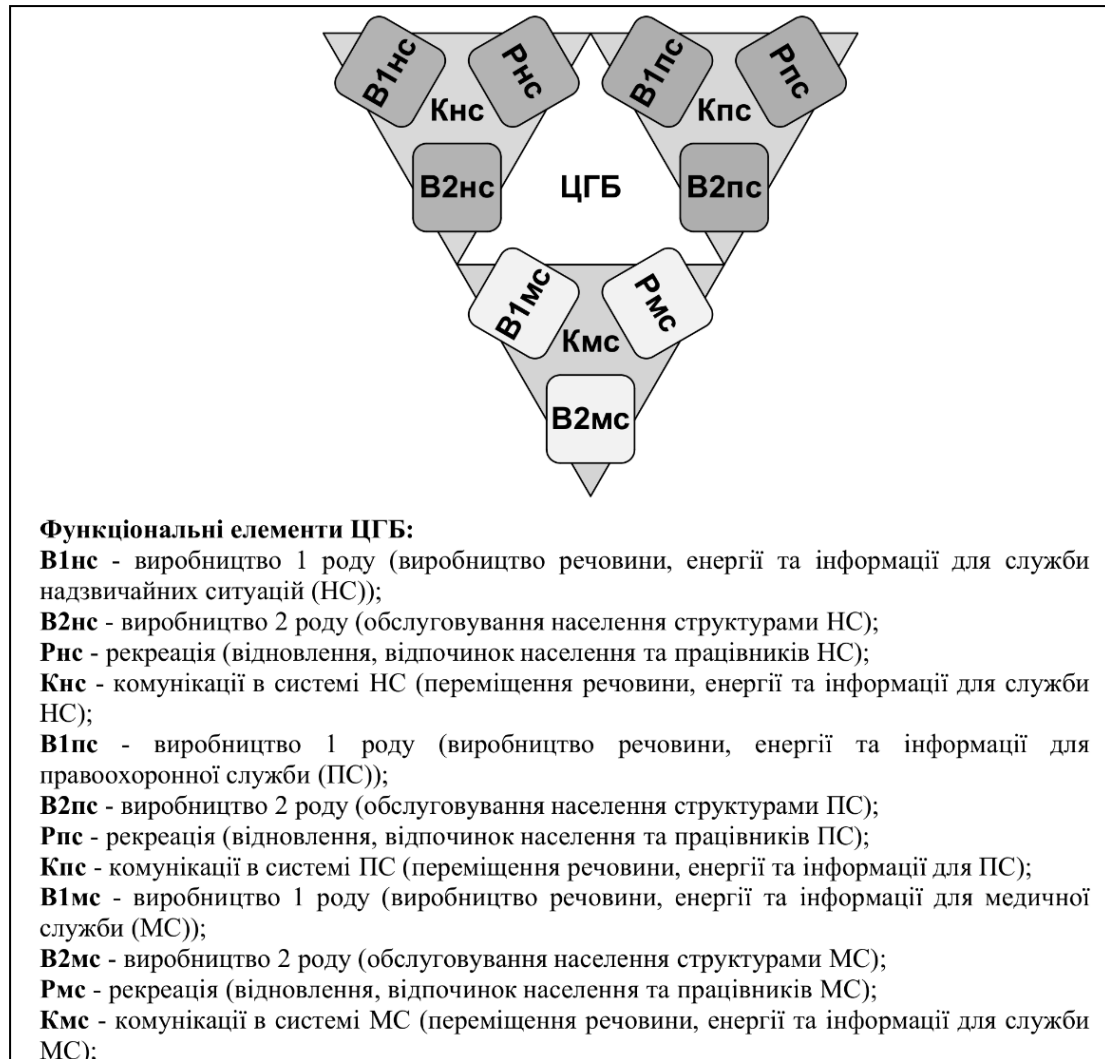 В1нс
Рнс
Кнс
В2нс
В1пс
Рпс
Кпс
В2пс
ЦГБ
В1мс
Рмс
Кмс
В2мс
Функціональні елементи ЦГБ:
В1нс - виробництво 1 роду (виробництво речовини, енергії та інформації для служби
надзвичайних ситуацій (НС));
В2нс - виробництво 2 роду (обслуговування населення структурами НС);
Рнс - рекреація (відновлення, відпочинок населення та працівників НС);
Кнс - комунікації в системі НС (переміщення речовини, енергії та інформації для служби
НС);
В1пс - виробництво 1 роду (виробництво речовини, енергії та інформації для
правоохоронної служби (ПС));
В2пс - виробництво 2 роду (обслуговування населення структурами ПС);
Рпс - рекреація (відновлення, відпочинок населення та працівників ПС);
Кпс - комунікації в системі ПС (переміщення речовини, енергії та інформації для ПС);
В1мс - виробництво 1 роду (виробництво речовини, енергії та інформації для медичної
служби (МС));
В2мс - виробництво 2 роду (обслуговування населення структурами МС);
Рмс - рекреація (відновлення, відпочинок населення та працівників МС);
Кмс - комунікації в системі МС (переміщення речовини, енергії та інформації для служби
МС);